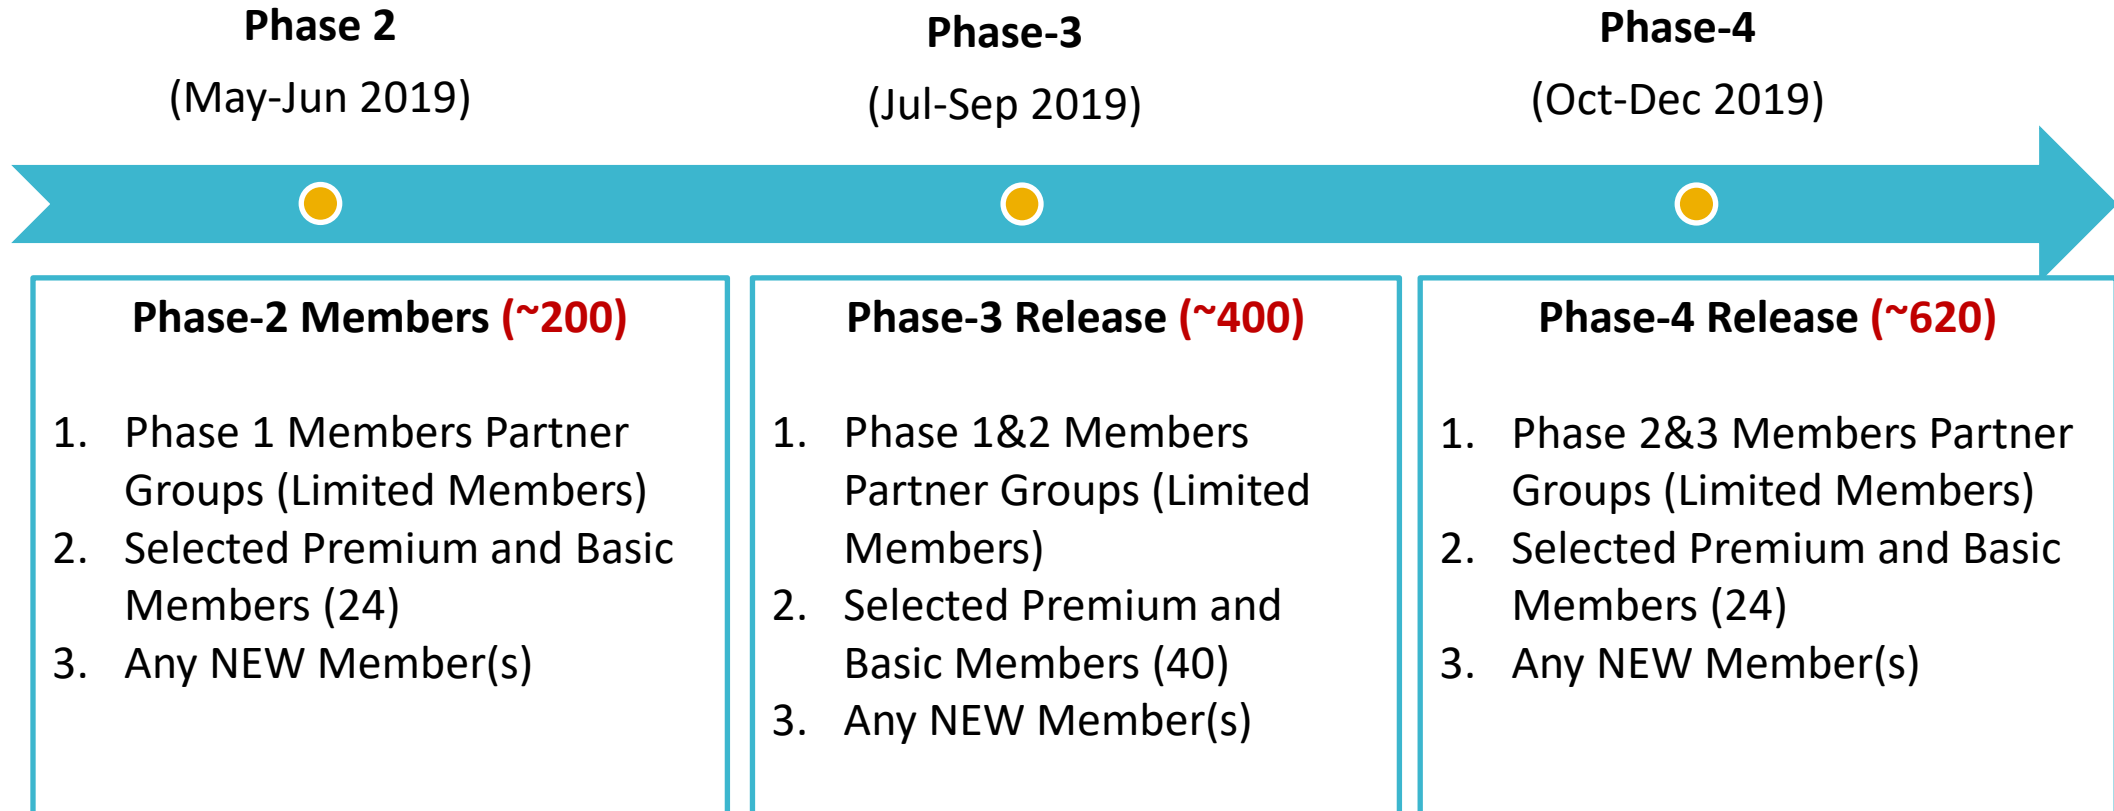 Phase 2
(May-Jun 2019)
Phase-3
(Jul-Sep 2019)
Phase-4
(Oct-Dec 2019)
Phase-2 Members (~200)
1. Phase 1 Members Partner
Groups (Limited Members)
2. Selected Premium and Basic
Members (24)
3. Any NEW Member(s)
Phase-3 Release (~400)
1. Phase 1&2 Members
Partner Groups (Limited
Members)
2. Selected Premium and
Basic Members (40)
3. Any NEW Member(s)
Phase-4 Release (~620)
1. Phase 2&3 Members Partner
Groups (Limited Members)
2. Selected Premium and Basic
Members (24)
3. Any NEW Member(s)